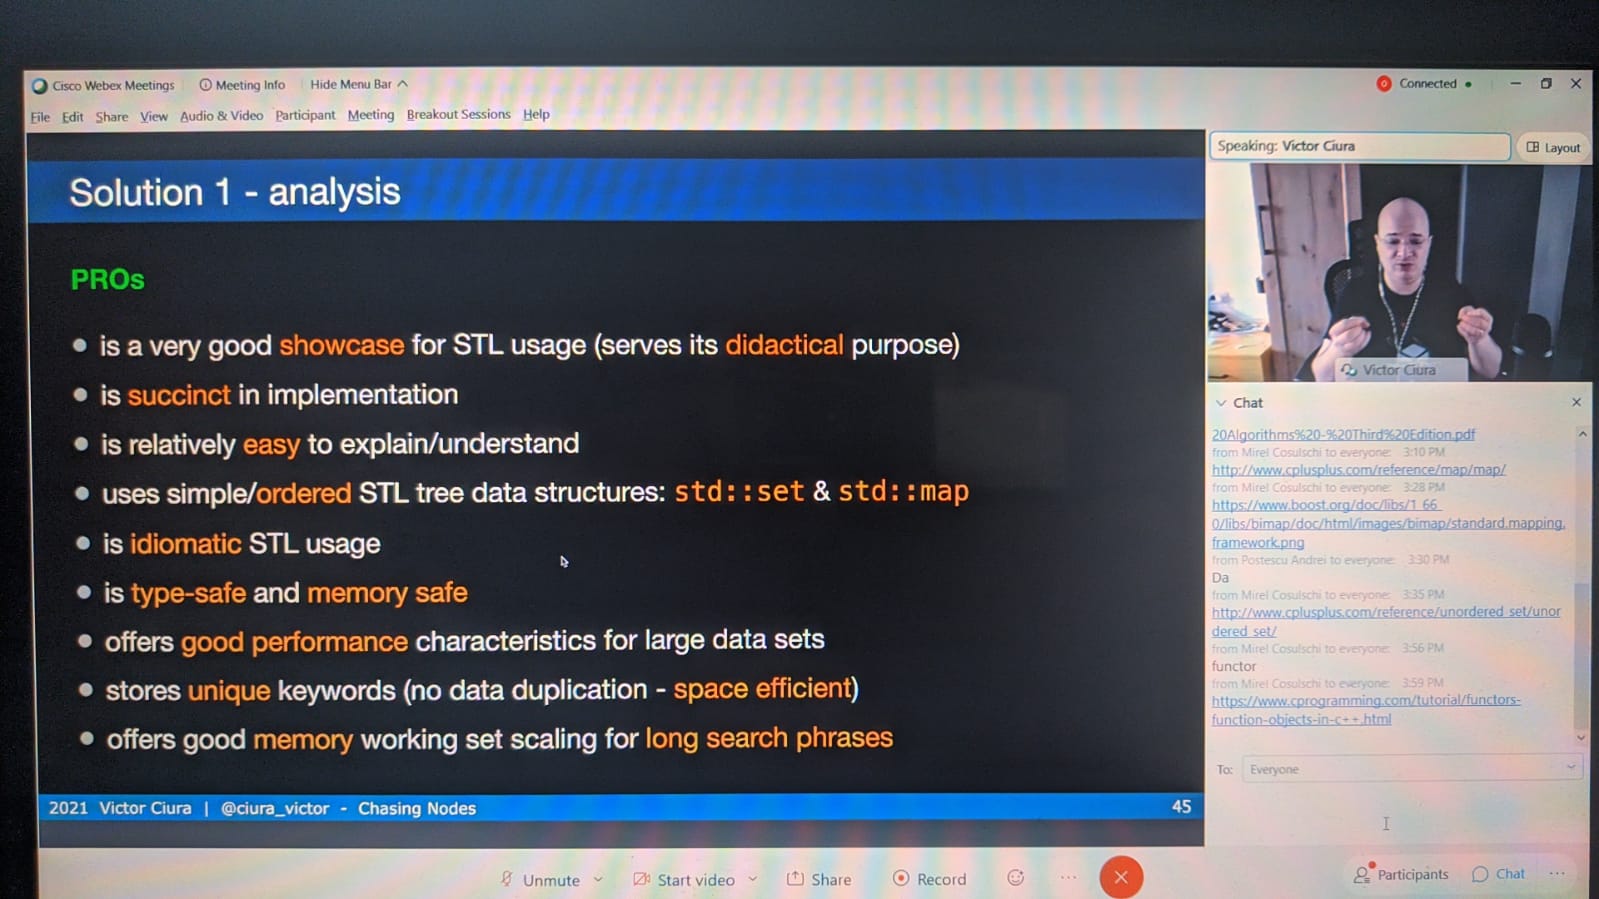 Cisco Webex Meetings
Meeting Info
Hide Menu Bar
Connected
File Edit Share View Audio & Video Participant Meeting Breakout Sessions Help
Speaking: Victor Ciura
Layout
Solution 1 - analysis
PROs
• is a very good showcase for STL usage (serves its didactical purpose)
• is succinct in implementation
• is relatively easy to explain/understand
• uses simple/ordered STL tree data structures: std::set & std::map
• is idiomatic STL usage
• is type-safe and memory safe
• offers good performance characteristics for large data sets
• stores unique keywords (no data duplication - space efficient)
• offers good memory working set scaling for long search phrases
2021 Victor Ciura | @ciura_victor - Chasing Nodes
45
Victor Ciura
Chat
20Algorithms%20-%20Third%20Edition.pdf
from Mirel Cosulschi to everyone: 3:10 PM
http://www.cplusplus.com/reference/map/map/
from Mirel Cosulschi to everyone: 3:28 PM
https://www.boost.org/doc/libs/1_66_
0/libs/bimap/doc/html/images/bimap/standard.mapping.
framework.png
from Postescu Andrei to everyone: 3:30 PM
Da
from Mirel Cosulschi to everyone: 3:35 PM
http://www.cplusplus.com/reference/unordered_set/unor
dered_set/
from Mirel Cosulschi to everyone: 3:56 PM
functor
from Mirel Cosulschi to everyone: 3:59 PM
https://www.cprogramming.com/tutorial/functors-
function-objects-in-c++.html
To: Everyone
Unmute
Start video
Share
Record
Participants
Chat